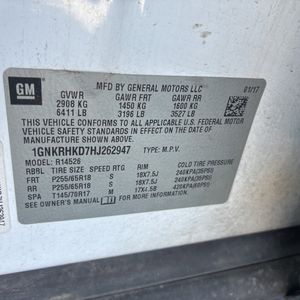 GM
MFD BY GENERAL MOTORS LLC
01/17
GVWR GAWR FRT GAWR RR
2908 KG 1450 KG 1600 KG
6411 LB 3196 LB 3527 LB
THIS VEHICLE CONFORMS TO ALL APPLICABLE U.S. FEDERAL MOTOR
VEHICLE SAFETY STANDARDS IN EFFECT ON THE DATE OF
MANUFACTURE SHOWN ABOVE.
1GNKRHKD7HJ262947
TYPE: M.P.V.
MODEL: R14526
RBBL TIRE SIZE SPEED RTG RIM COLD TIRE PRESSURE
FRT P255/65R18 S 18X7.5J 240KPA(35PSI)
RR P255/65R18 S 18X7.5J 240KPA(35PSI)
SPA T145/70R17 M 17X4.5B 420KPA(60PSI)
SEE OWNER'S MANUAL FOR ADDITIONAL INFORMATION